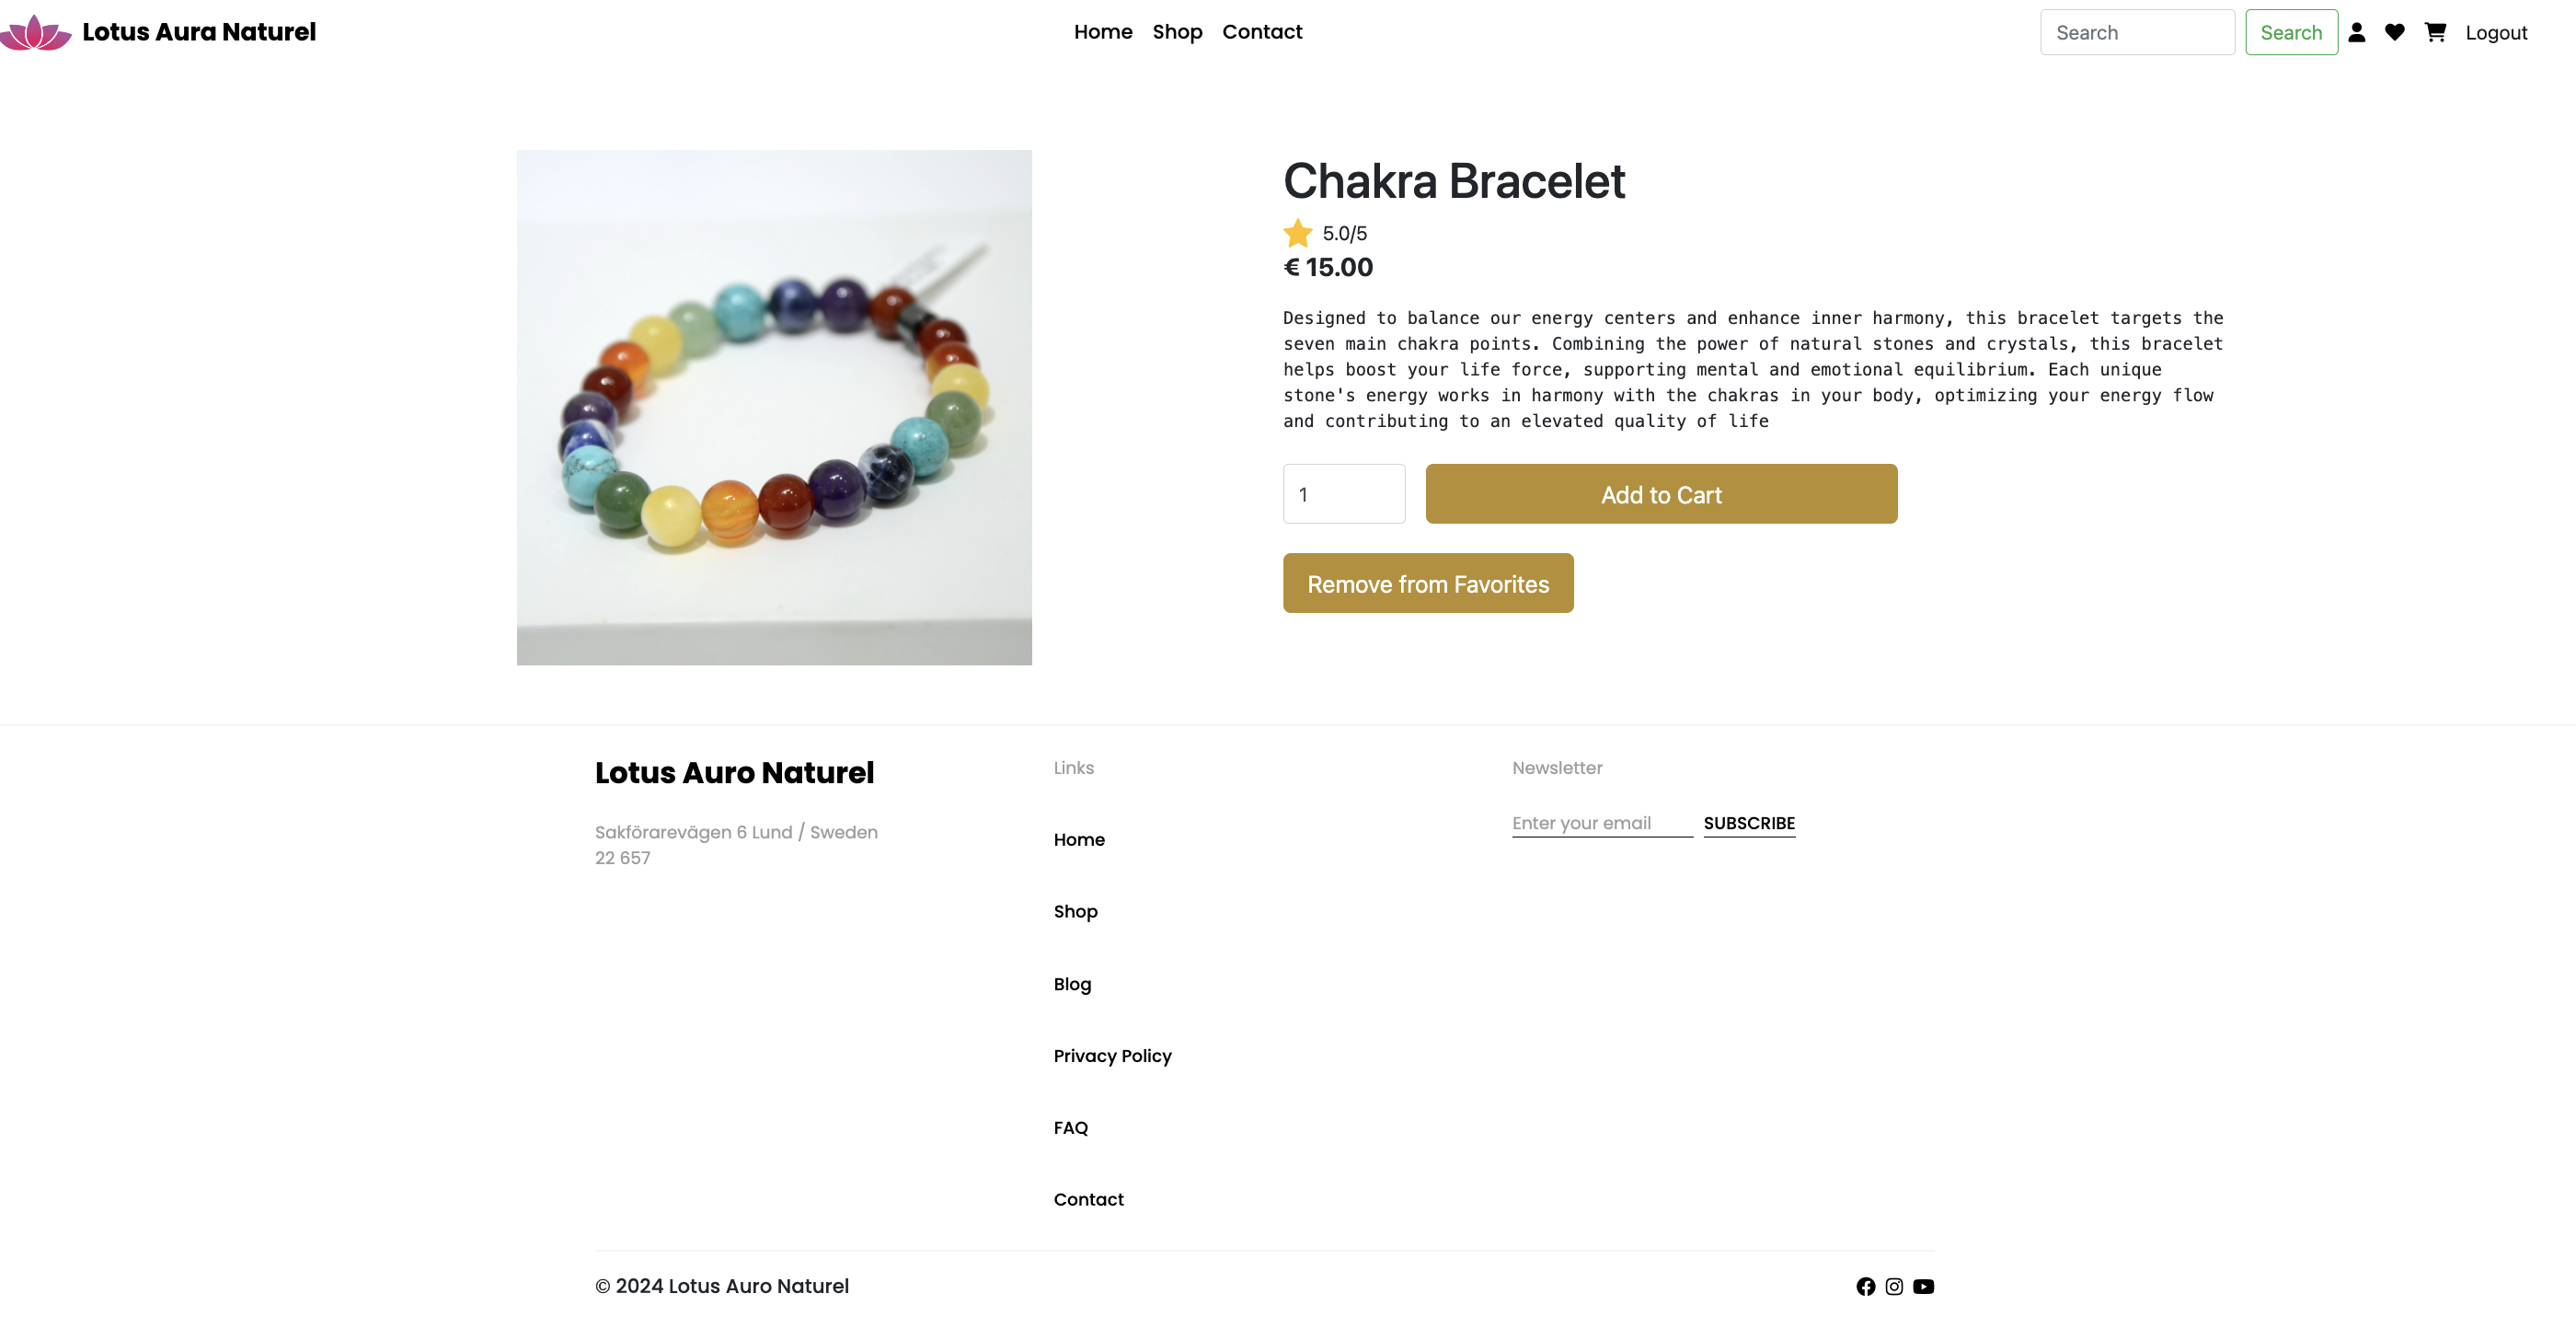 Lotus Aura Naturel
Home Shop Contact
Search Search Logout
Chakra Bracelet
5.0/5
€ 15.00
Designed to balance our energy centers and enhance inner harmony, this bracelet targets the
seven main chakra points. Combining the power of natural stones and crystals, this bracelet
helps boost your life force, supporting mental and emotional equilibrium. Each unique
stone's energy works in harmony with the chakras in your body, optimizing your energy flow
and contributing to an elevated quality of life
1 Add to Cart
Remove from Favorites
Lotus Auro Naturel
Sakförarevägen 6 Lund / Sweden
22 657
Links
Home
Shop
Blog
Privacy Policy
FAQ
Contact
Newsletter
Enter your email SUBSCRIBE
© 2024 Lotus Auro Naturel